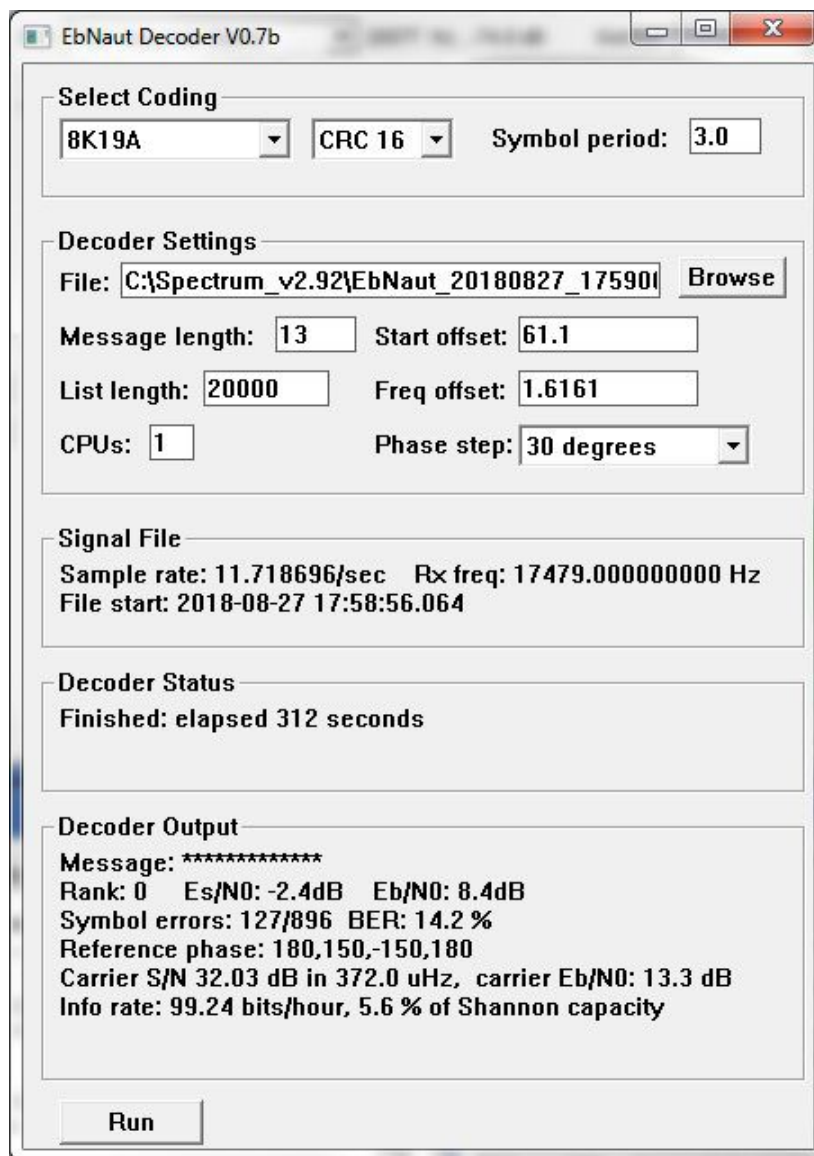 EbNaut Decoder V0.7b
Select Coding
8K19A CRC 16 Symbol period: 3.0
Decoder Settings
File: C:\Spectrum_v2.92\EbNaut_20180827_17590 Browse
Message length: 13 Start offset: 61.1
List length: 20000 Freq offset: 1.6161
CPUs: 1 Phase step: 30 degrees
Signal File
Sample rate: 11.718696/sec Rx freq: 17479.000000000 Hz
File start: 2018-08-27 17:58:56.064
Decoder Status
Finished: elapsed 312 seconds
Decoder Output
Message: *************
Rank: 0 Es/N0: -2.4dB Eb/N0: 8.4dB
Symbol errors: 127/896 BER: 14.2 %
Reference phase: 180,150,-150,180
Carrier S/N 32.03 dB in 372.0 uHz, carrier Eb/N0: 13.3 dB
Info rate: 99.24 bits/hour, 5.6 % of Shannon capacity
Run